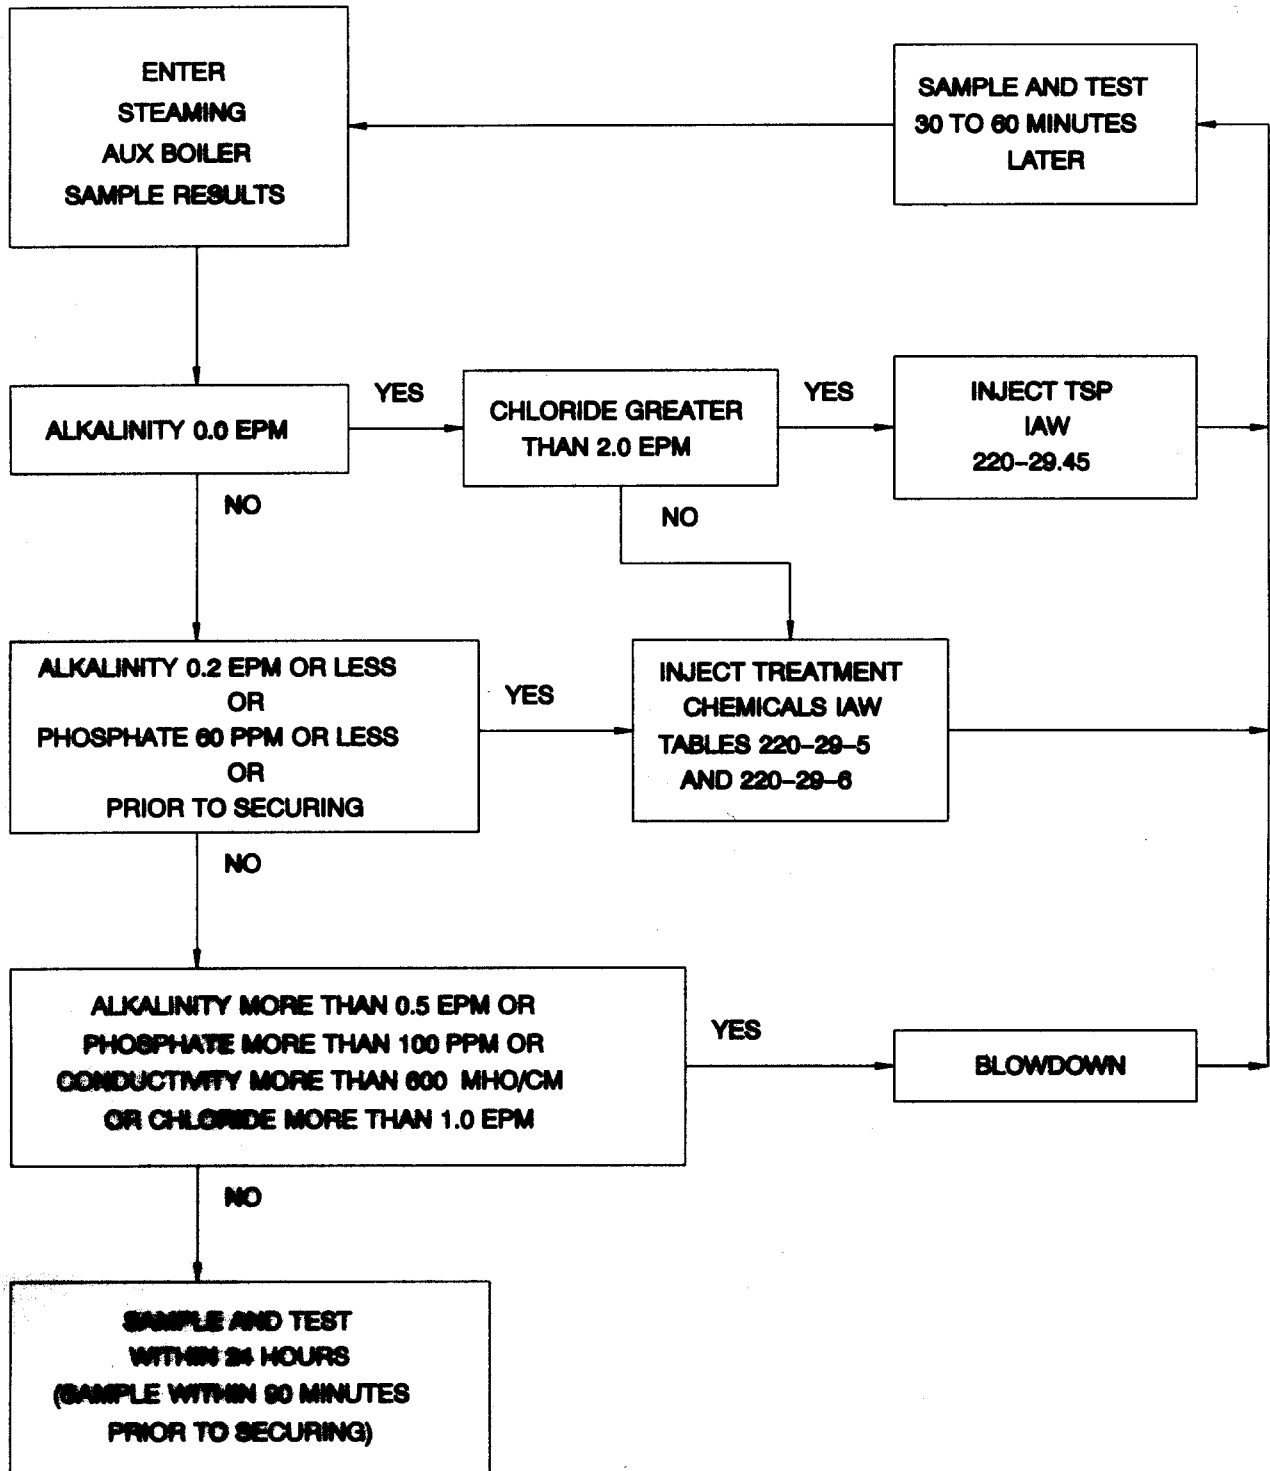 ENTER
STEAMING
AUX BOILER
SAMPLE RESULTS
SAMPLE AND TEST
30 TO 60 MINUTES
LATER
ALKALINITY 0.0 EPM
YES
CHLORIDE GREATER
THAN 2.0 EPM
YES
INJECT TSP
IAW
220-29.45
NO
NO
ALKALINITY 0.2 EPM OR LESS
OR
PHOSPHATE 60 PPM OR LESS
OR
PRIOR TO SECURING
YES
INJECT TREATMENT
CHEMICALS IAW
TABLES 220-29-5
AND 220-29-6
NO
ALKALINITY MORE THAN 0.5 EPM OR
PHOSPHATE MORE THAN 100 PPM OR
CONDUCTIVITY MORE THAN 600 MHO/CM
OR CHLORIDE MORE THAN 1.0 EPM
YES
BLOWDOWN
NO
SAMPLE AND TEST
WITHIN 24 HOURS
(SAMPLE WITHIN 90 MINUTES
PRIOR TO SECURING)